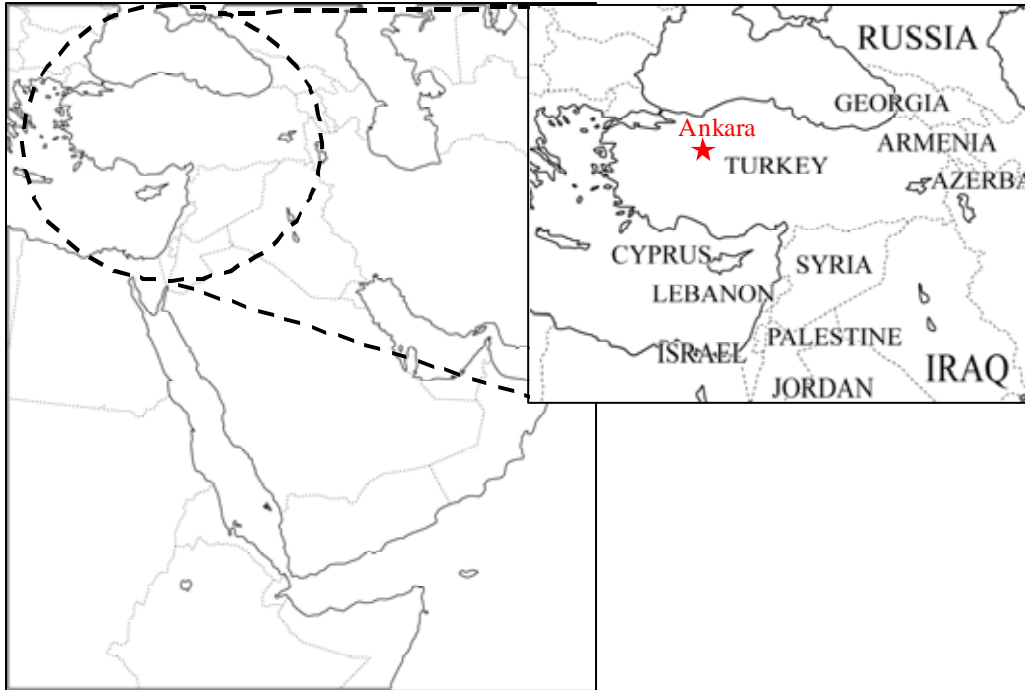 RUSSIA
GEORGIA
Ankara
ARMENIA
TURKEY
AZERBA
CYPRUS
SYRIA
LEBANON
PALESTINE
ISRAEL
IRAQ
JORDAN